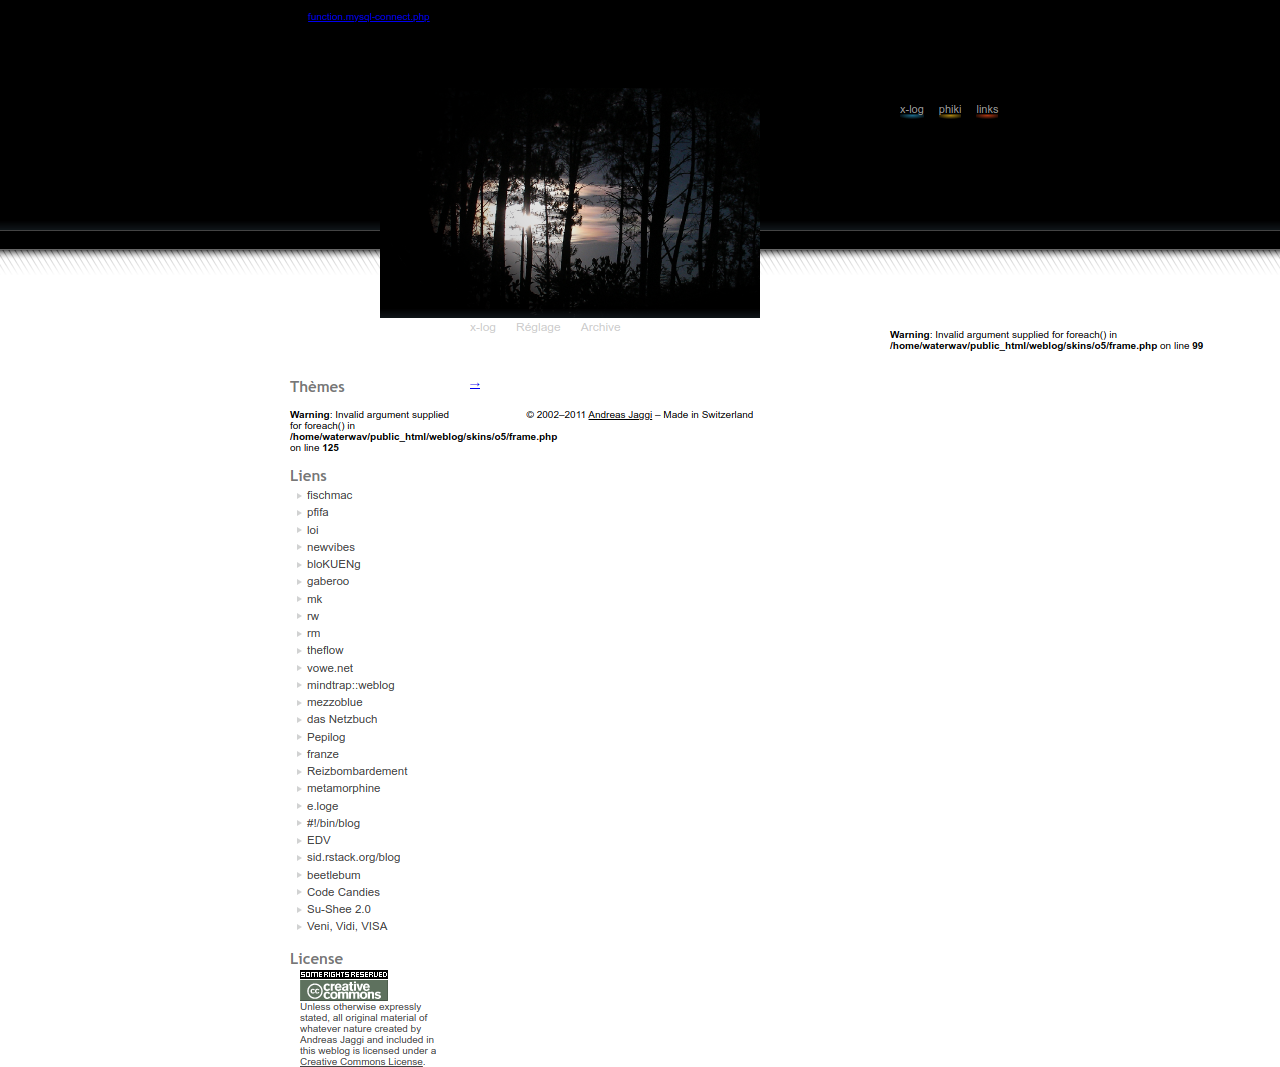 function.mysql-connect.php
x-log phiki links
x-log Réglage Archive
Warning: Invalid argument supplied for foreach() in
/home/waterwav/public_html/weblog/skins/o5/frame.php on line 99
Thèmes
→
Warning: Invalid argument supplied
for foreach() in
/home/waterwav/public_html/weblog/skins/o5/frame.php
on line 125
© 2002–2011 Andreas Jaggi – Made in Switzerland
Liens
fischmac
pfifa
loi
newvibes
bloKUENg
gaberoo
mk
rw
rm
theflow
vowe.net
mindtrap::weblog
mezzoblue
das Netzbuch
Pepilog
franze
Reizbombardement
metamorphine
e.loge
#!/bin/blog
EDV
sid.rstack.org/blog
beetlebum
Code Candies
Su-Shee 2.0
Veni, Vidi, VISA
License
SOME RIGHTS RESERVED
cc creative
commons
Unless otherwise expressly
stated, all original material of
whatever nature created by
Andreas Jaggi and included in
this weblog is licensed under a
Creative Commons License.